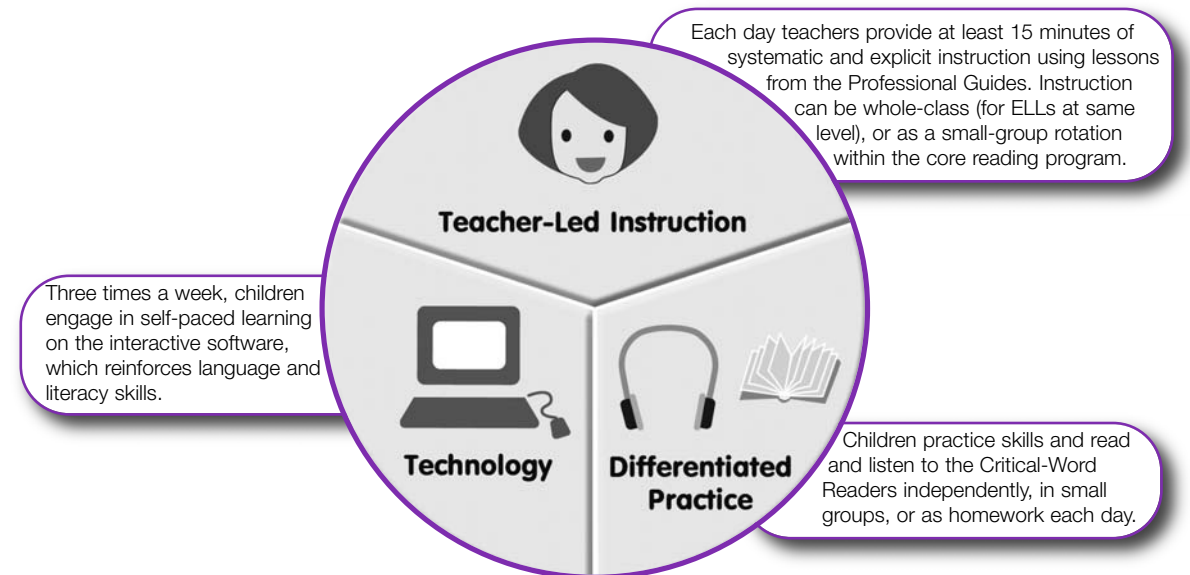 Each day teachers provide at least 15 minutes of
systematic and explicit instruction using lessons
from the Professional Guides. Instruction
can be whole-class (for ELLs at same
level), or as a small-group rotation
within the core reading program.
Teacher-Led Instruction
Three times a week, children
engage in self-paced learning
on the interactive software,
which reinforces language and
literacy skills.
Technology
Differentiated
Practice
Children practice skills and read
and listen to the Critical-Word
Readers independently, in small
groups, or as homework each day.